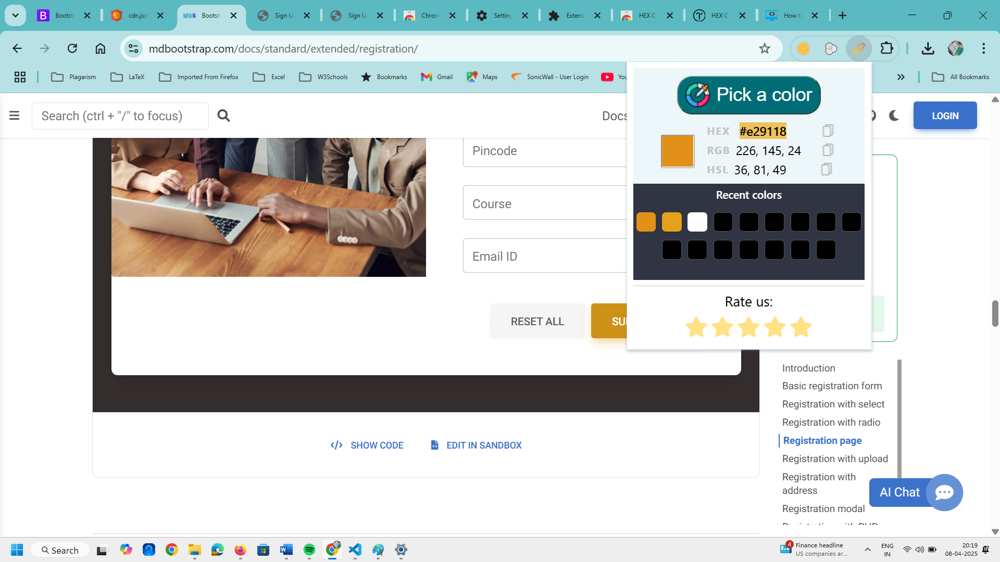 Bootst
cdn.jsd
Bootst
Sign U
Sign U
Chrom
Setting
Extens
HEX C
HEX C
How t
mdbootstrap.com/docs/standard/extended/registration/
Plagarism
LaTeX
Imported From Firefox
Excel
W3Schools
Bookmarks
Gmail
Maps
SonicWall - User Login
You
All Bookmarks
Search (ctrl + "/" to focus)
Docs
LOGIN
Pick a color
HEX #e29118
RGB 226, 145, 24
HSL 36, 81, 49
Recent colors
Rate us:
Pincode
Course
Email ID
RESET ALL
SU
SHOW CODE
EDIT IN SANDBOX
Introduction
Basic registration form
Registration with select
Registration with radio
Registration page
Registration with upload
Registration with
address
Registration modal
AI Chat
Search
4
Finance headline
US companies ar...
ENG
IN
20:19
08-04-2025